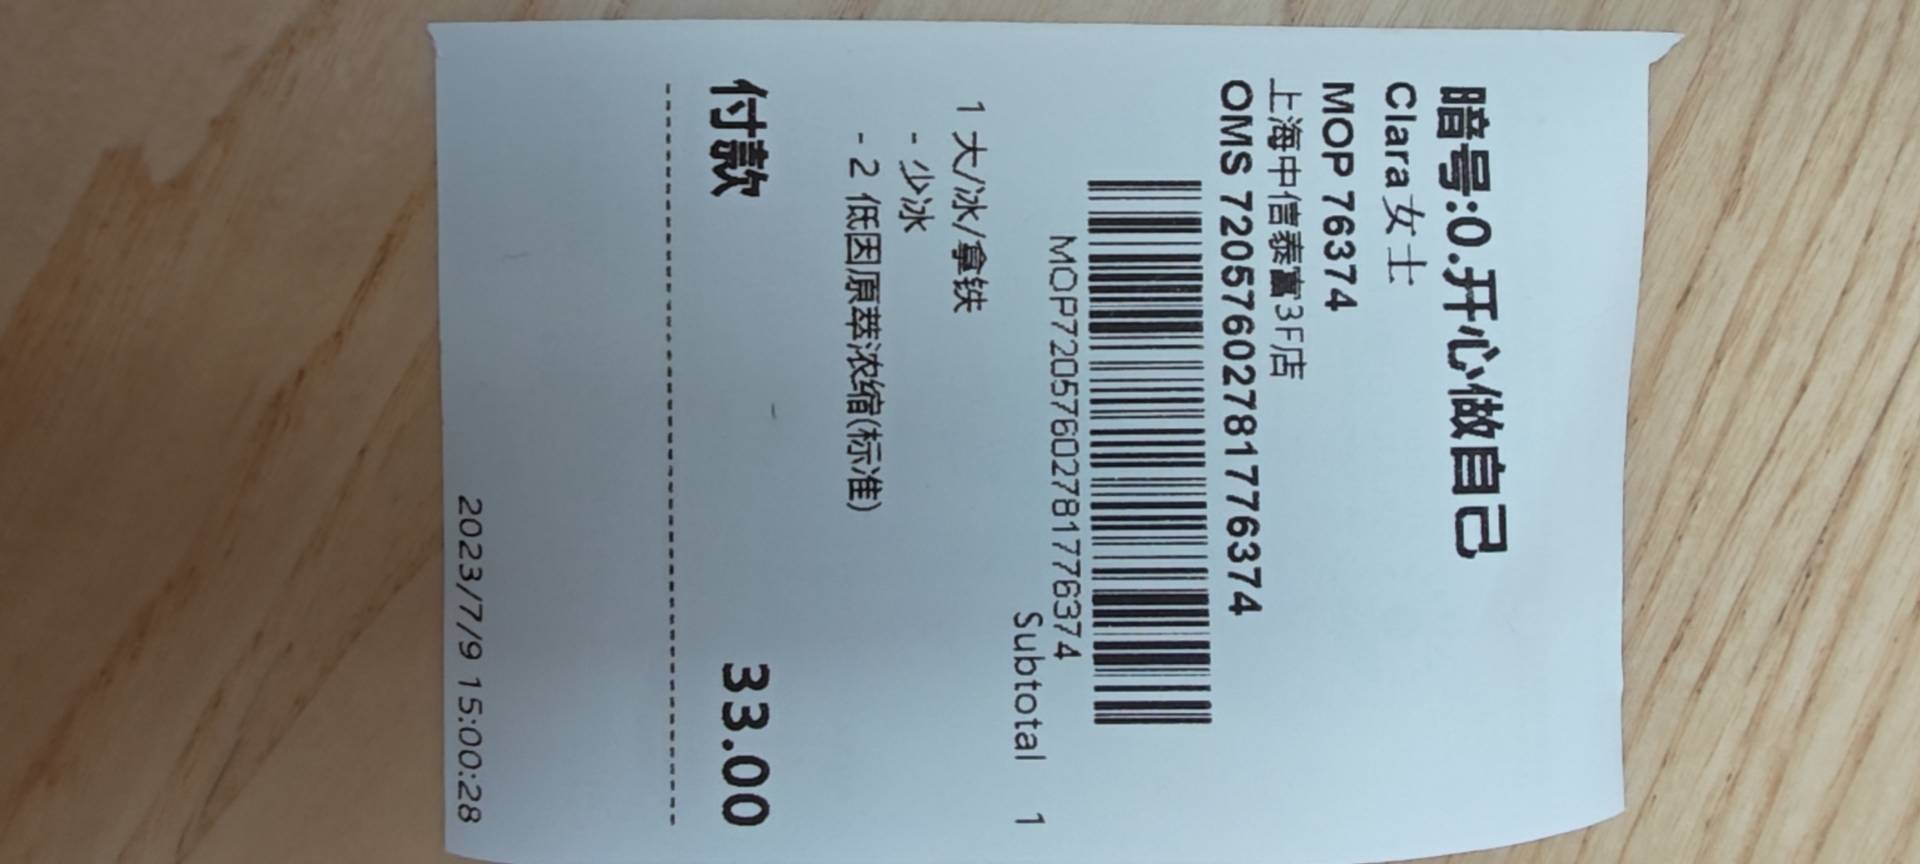 暗号:0.开心做自己
Clara女士
MOP 76374
上海中信泰富3F店
OMS 72057602781776374
MOP72057602781776374
Subtotal 1
1 大/冰/拿铁
- 少冰
- 2 低因原萃浓缩(标准)
付款 33.00
2023/7/9 15:00:28